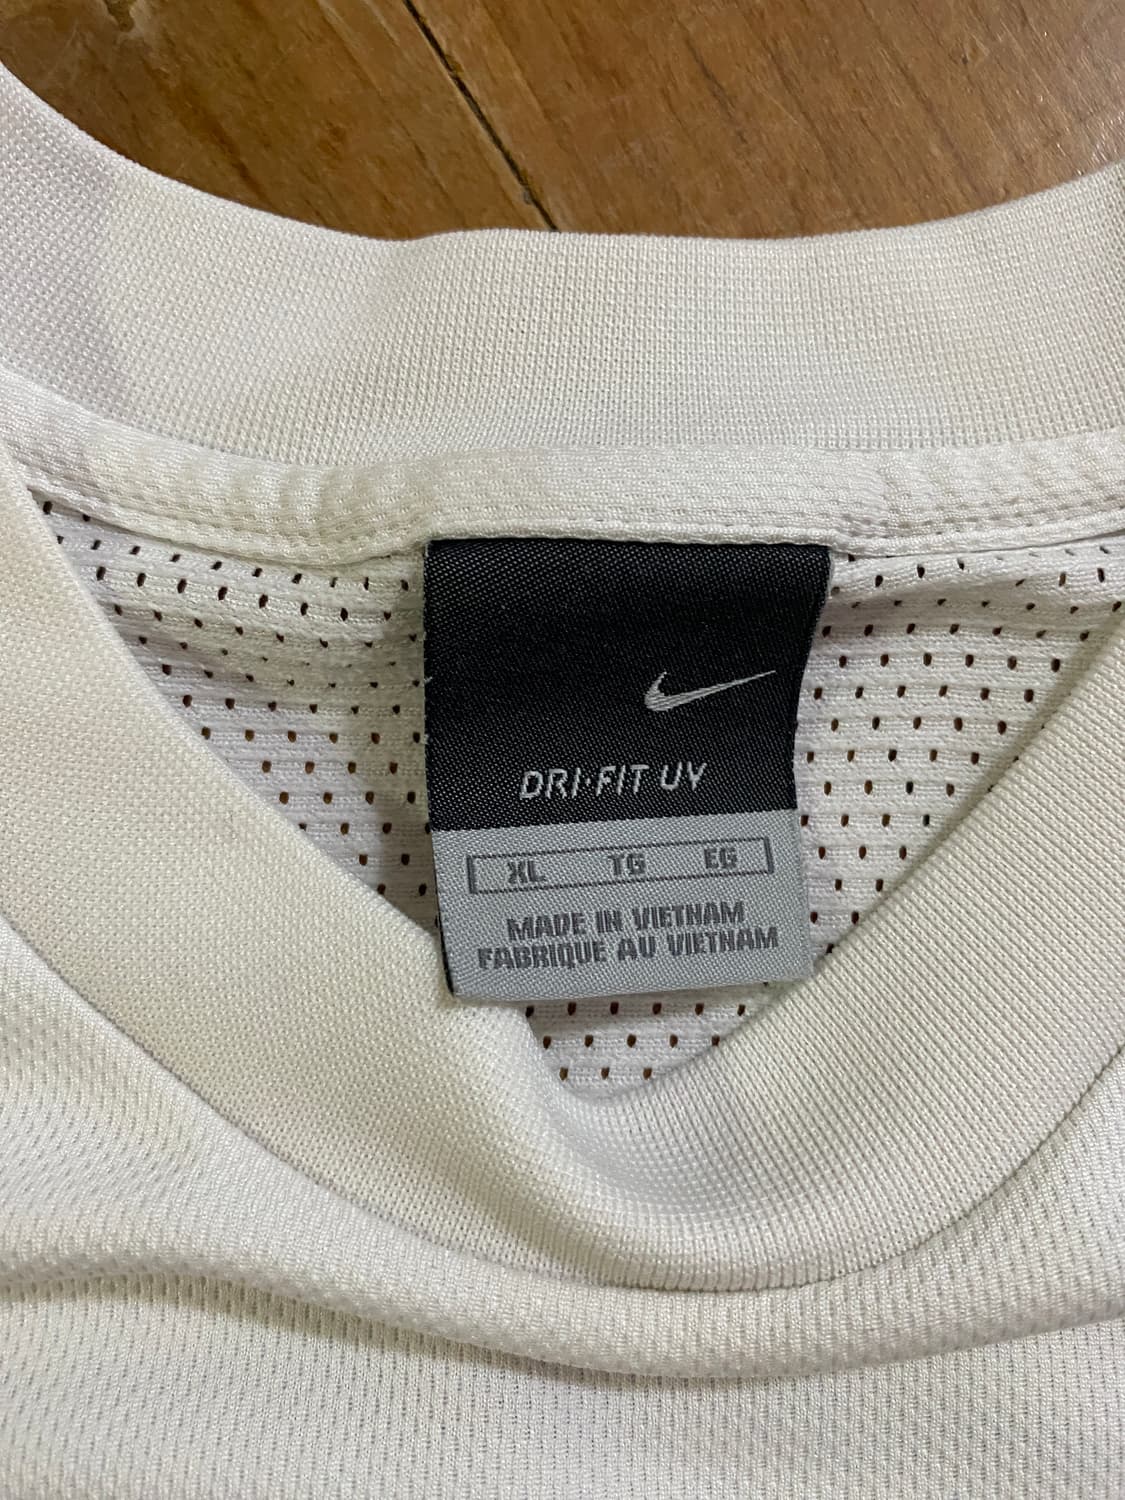 DRI·FIT UV
XL TG EG
MADE IN VIETNAM
FABRIQUE AU VIETNAM